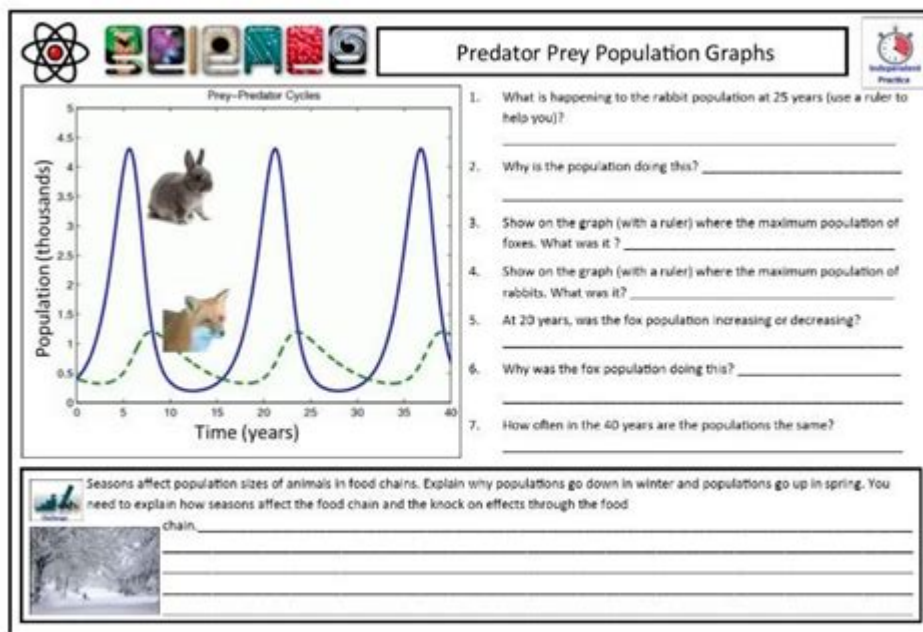 SCIENCE
Predator Prey Population Graphs
Independent
Practice
Prey-Predator Cycles
5
4.5
4
3.5
3
2.5
2
1.5
1
0.5
0
Population (thousands)
0 5 10 15 20 25 30 35 40
Time (years)
1. What is happening to the rabbit population at 25 years (use a ruler to
help you)?
2. Why is the population doing this?
3. Show on the graph (with a ruler) where the maximum population of
foxes. What was it ?
4. Show on the graph (with a ruler) where the maximum population of
rabbits. What was it?
5. At 20 years, was the fox population increasing or decreasing?
6. Why was the fox population doing this?
7. How often in the 40 years are the populations the same?
Seasons affect population sizes of animals in food chains. Explain why populations go down in winter and populations go up in spring. You
need to explain how seasons affect the food chain and the knock on effects through the food
chain.